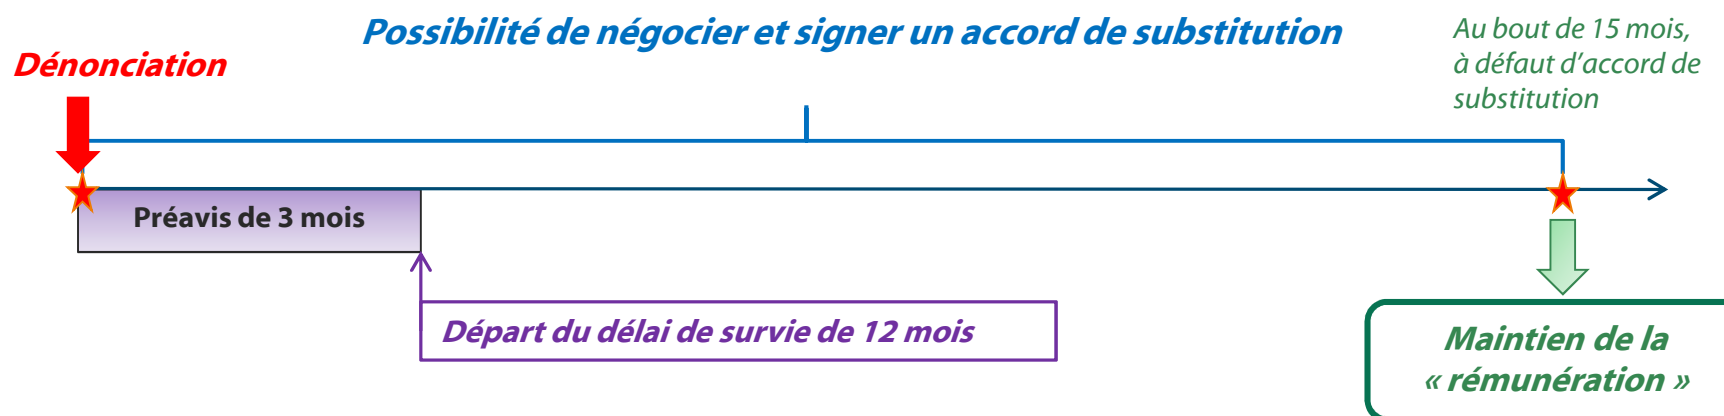 Possibilité de négocier et signer un accord de substitution
Dénonciation
Au bout de 15 mois,
à défaut d’accord de
substitution
Préavis de 3 mois
Départ du délai de survie de 12 mois
Maintien de la
« rémunération »